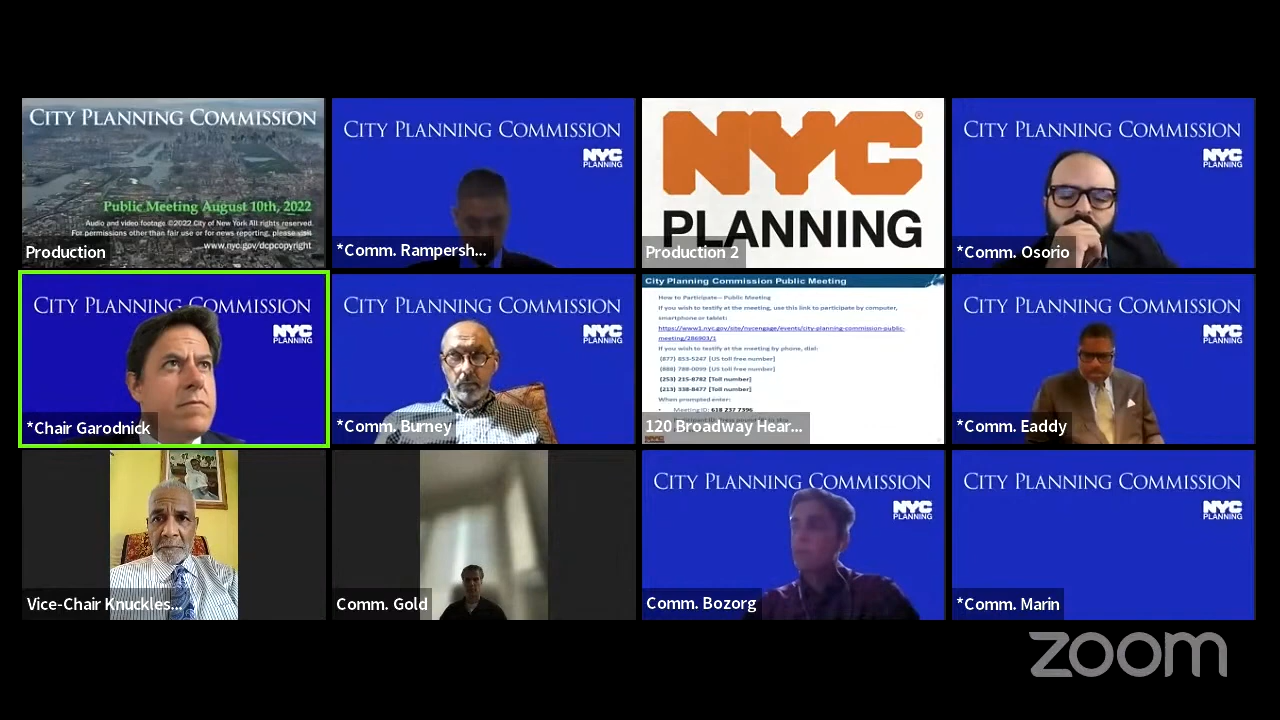 CITY PLANNING COMMISSION
Public Meeting August 10th, 2022
Audio and video footage ©2022 City of New York All rights reserved.
For permissions other than fair use or for news reporting, please visit
www.nyc.gov/dcpcopyright
Production
CITY PLANNING COMMISSION
NYC
PLANNING
*Comm. Rampersh...
NYC®
PLANNING
Production 2
CITY PLANNING COMMISSION
NYC
PLANNING
*Comm. Osorio
CITY PLANNING COMMISSION
NYC
PLANNING
*Chair Garodnick
CITY PLANNING COMMISSION
NYC
PLANNING
*Comm. Burney
City Planning Commission Public Meeting
How to Participate – Public Meeting
If you wish to testify at the meeting, use this link to participate by computer,
smartphone or tablet:
https://www1.nyc.gov/site/nycengage/events/city-planning-commission-public-
meeting/286903/1
If you wish to testify at the meeting by phone, dial:
(877) 853-5247 [US toll free number]
(888) 788-0099 [US toll free number]
(253) 215-8782 [Toll number]
(213) 338-8477 [Toll number]
When prompted enter:
• Meeting ID: 618 237 7396
120 Broadway Hear...
CITY PLANNING COMMISSION
NYC
PLANNING
*Comm. Eaddy
Vice-Chair Knuckles...
Comm. Gold
CITY PLANNING COMMISSION
NYC
PLANNING
Comm. Bozorg
CITY PLANNING COMMISSION
NYC
PLANNING
*Comm. Marin
zoom